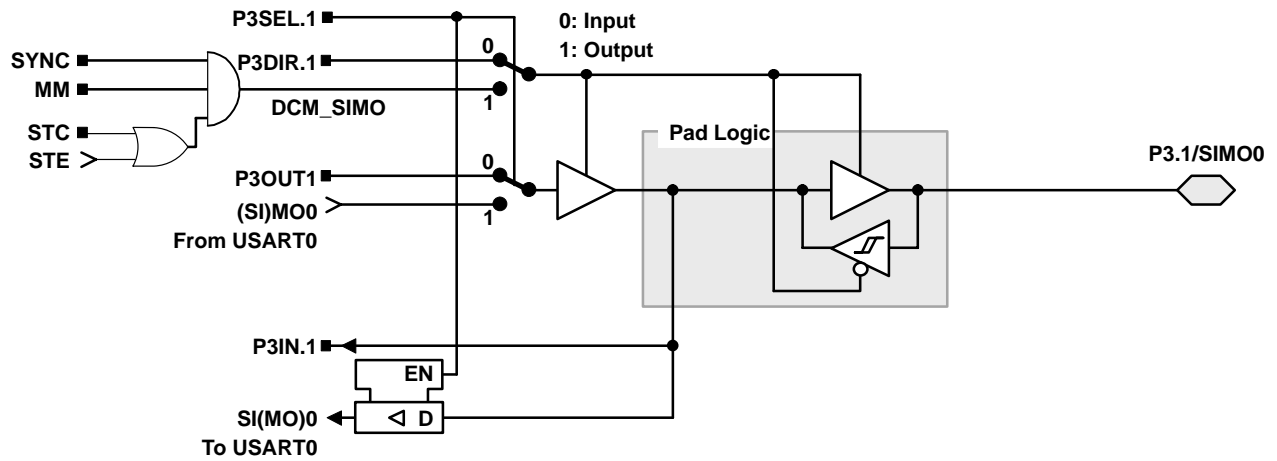 P3SEL.1
0: Input
1: Output
SYNC
P3DIR.1
0
MM
1
DCM_SIMO
STC
STE
Pad Logic
P3.1/SIMO0
0
P3OUT1
(SI)MO0
1
From USART0
P3IN.1
EN
SI(MO)0
D
To USART0